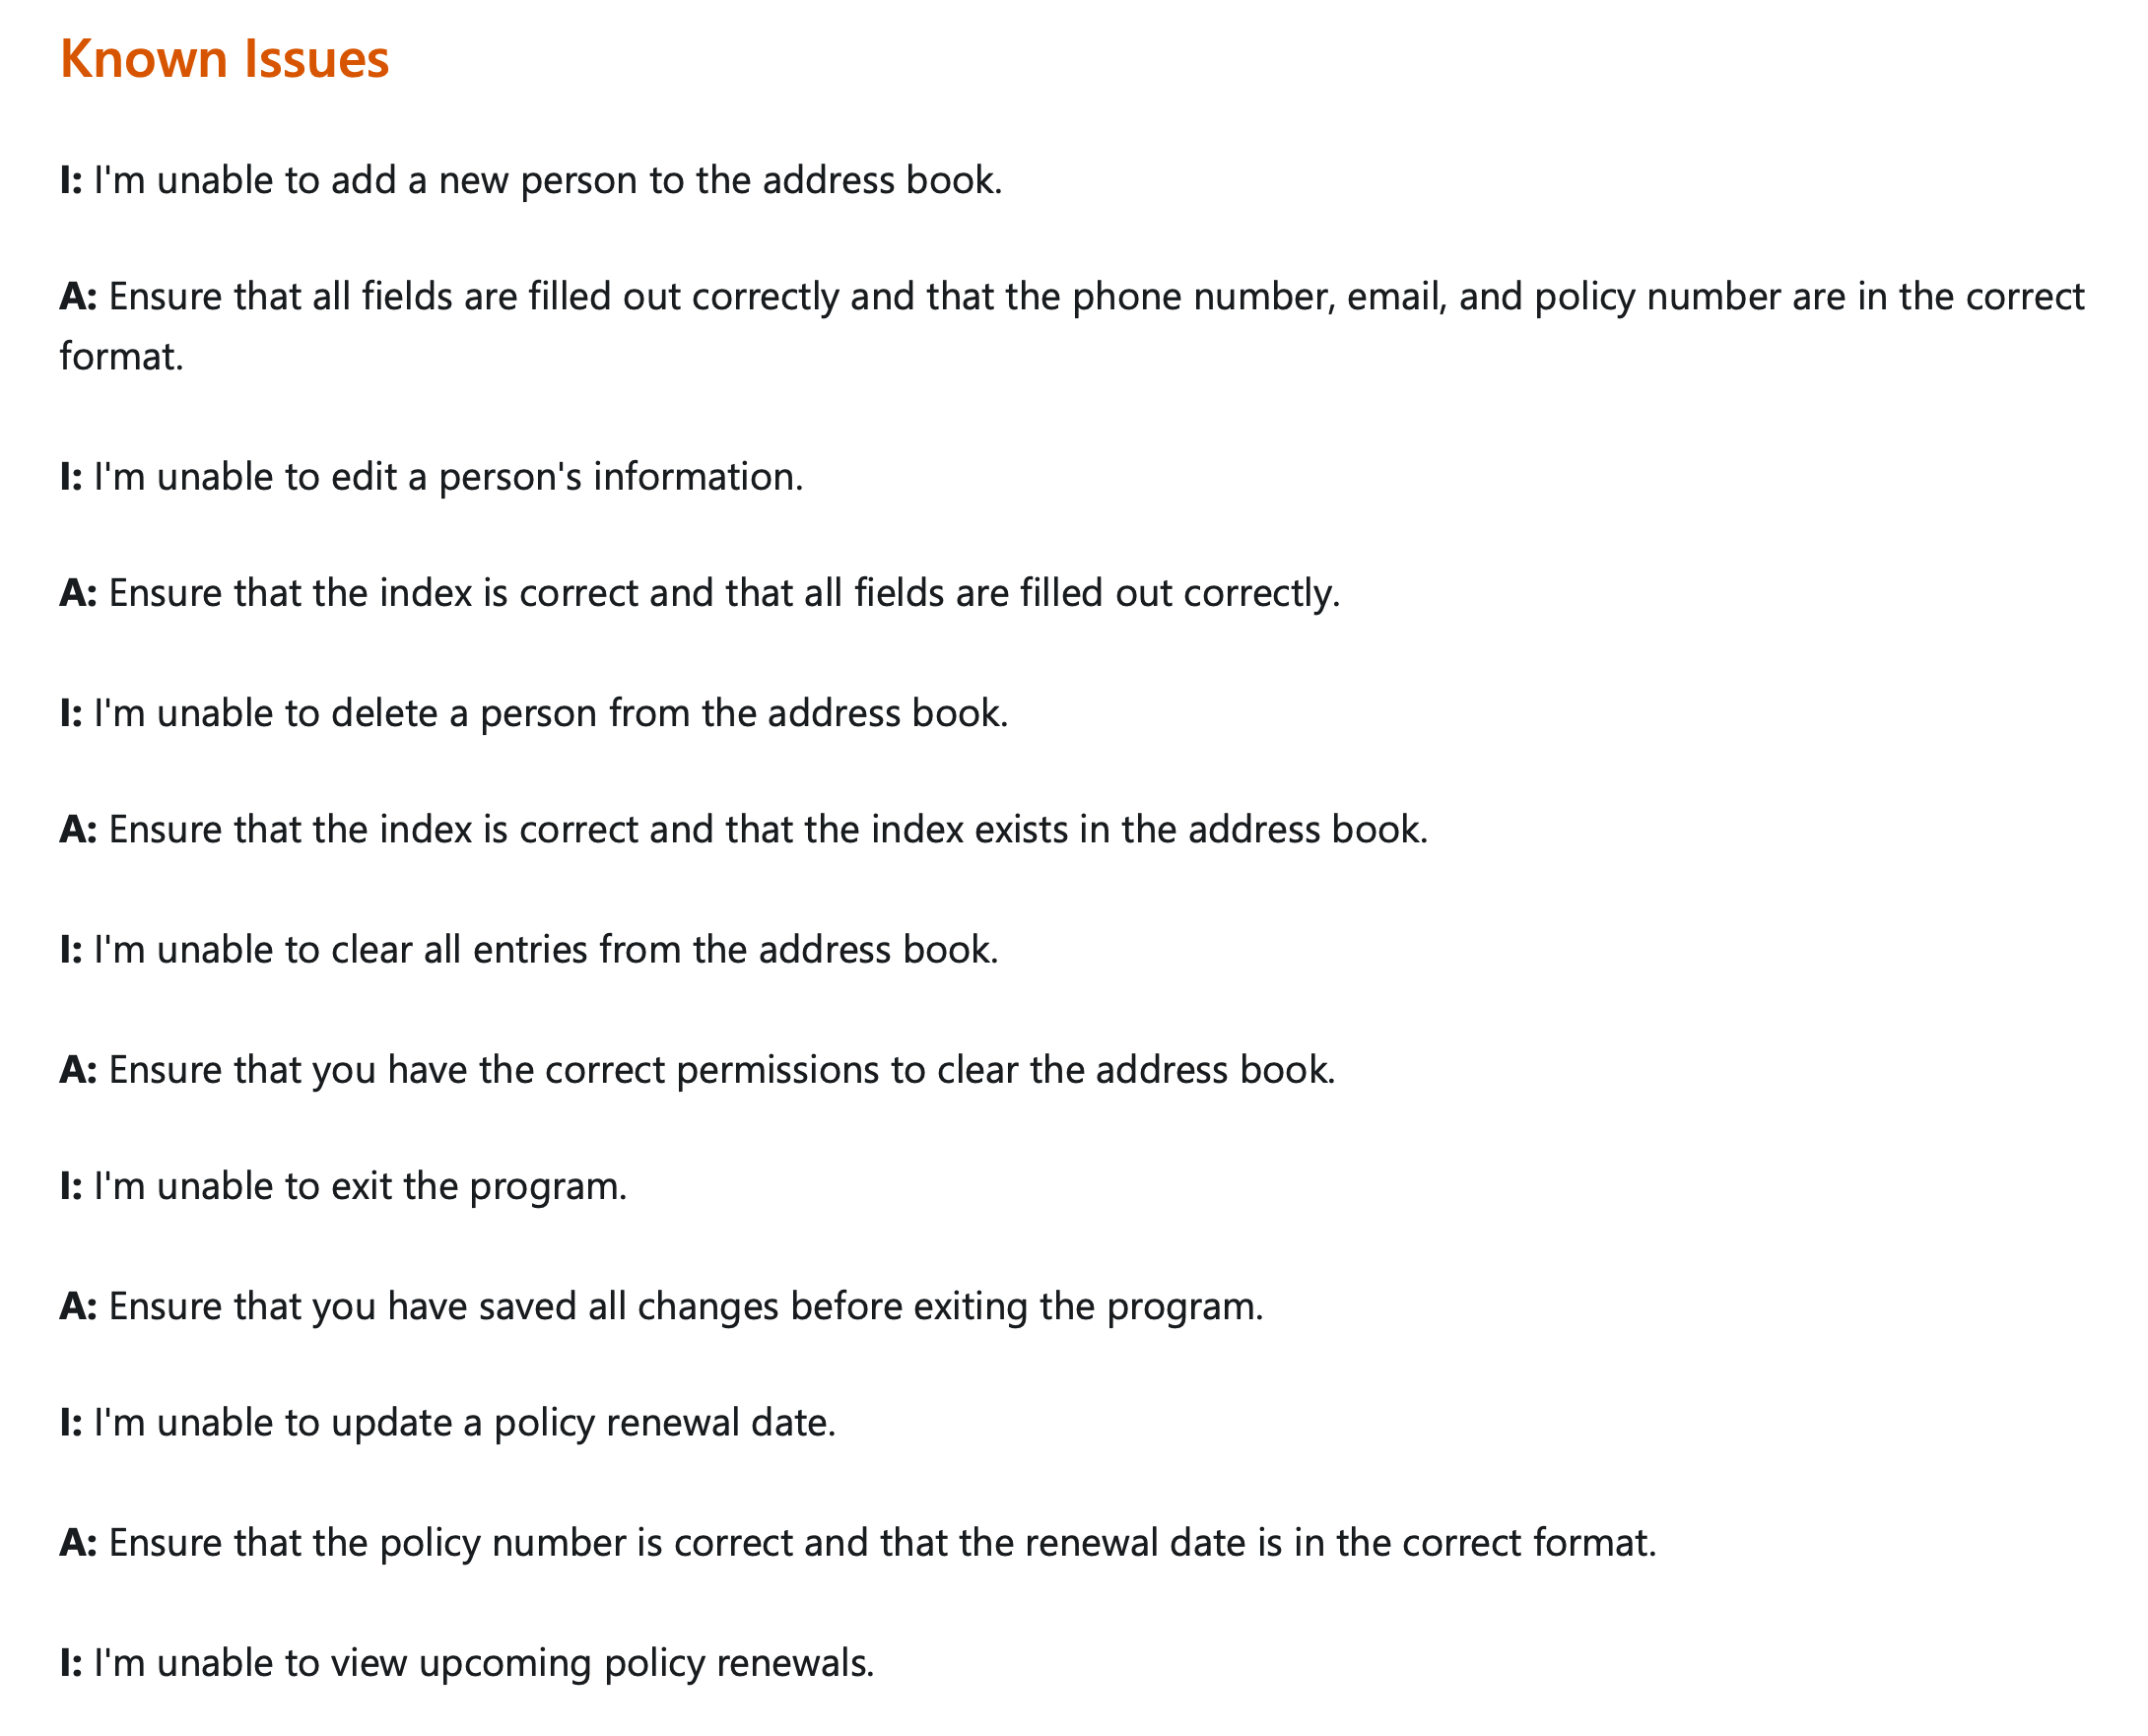 Known Issues
I: I'm unable to add a new person to the address book.
A: Ensure that all fields are filled out correctly and that the phone number, email, and policy number are in the correct
format.
I: I'm unable to edit a person's information.
A: Ensure that the index is correct and that all fields are filled out correctly.
I: I'm unable to delete a person from the address book.
A: Ensure that the index is correct and that the index exists in the address book.
I: I'm unable to clear all entries from the address book.
A: Ensure that you have the correct permissions to clear the address book.
I: I'm unable to exit the program.
A: Ensure that you have saved all changes before exiting the program.
I: I'm unable to update a policy renewal date.
A: Ensure that the policy number is correct and that the renewal date is in the correct format.
I: I'm unable to view upcoming policy renewals.